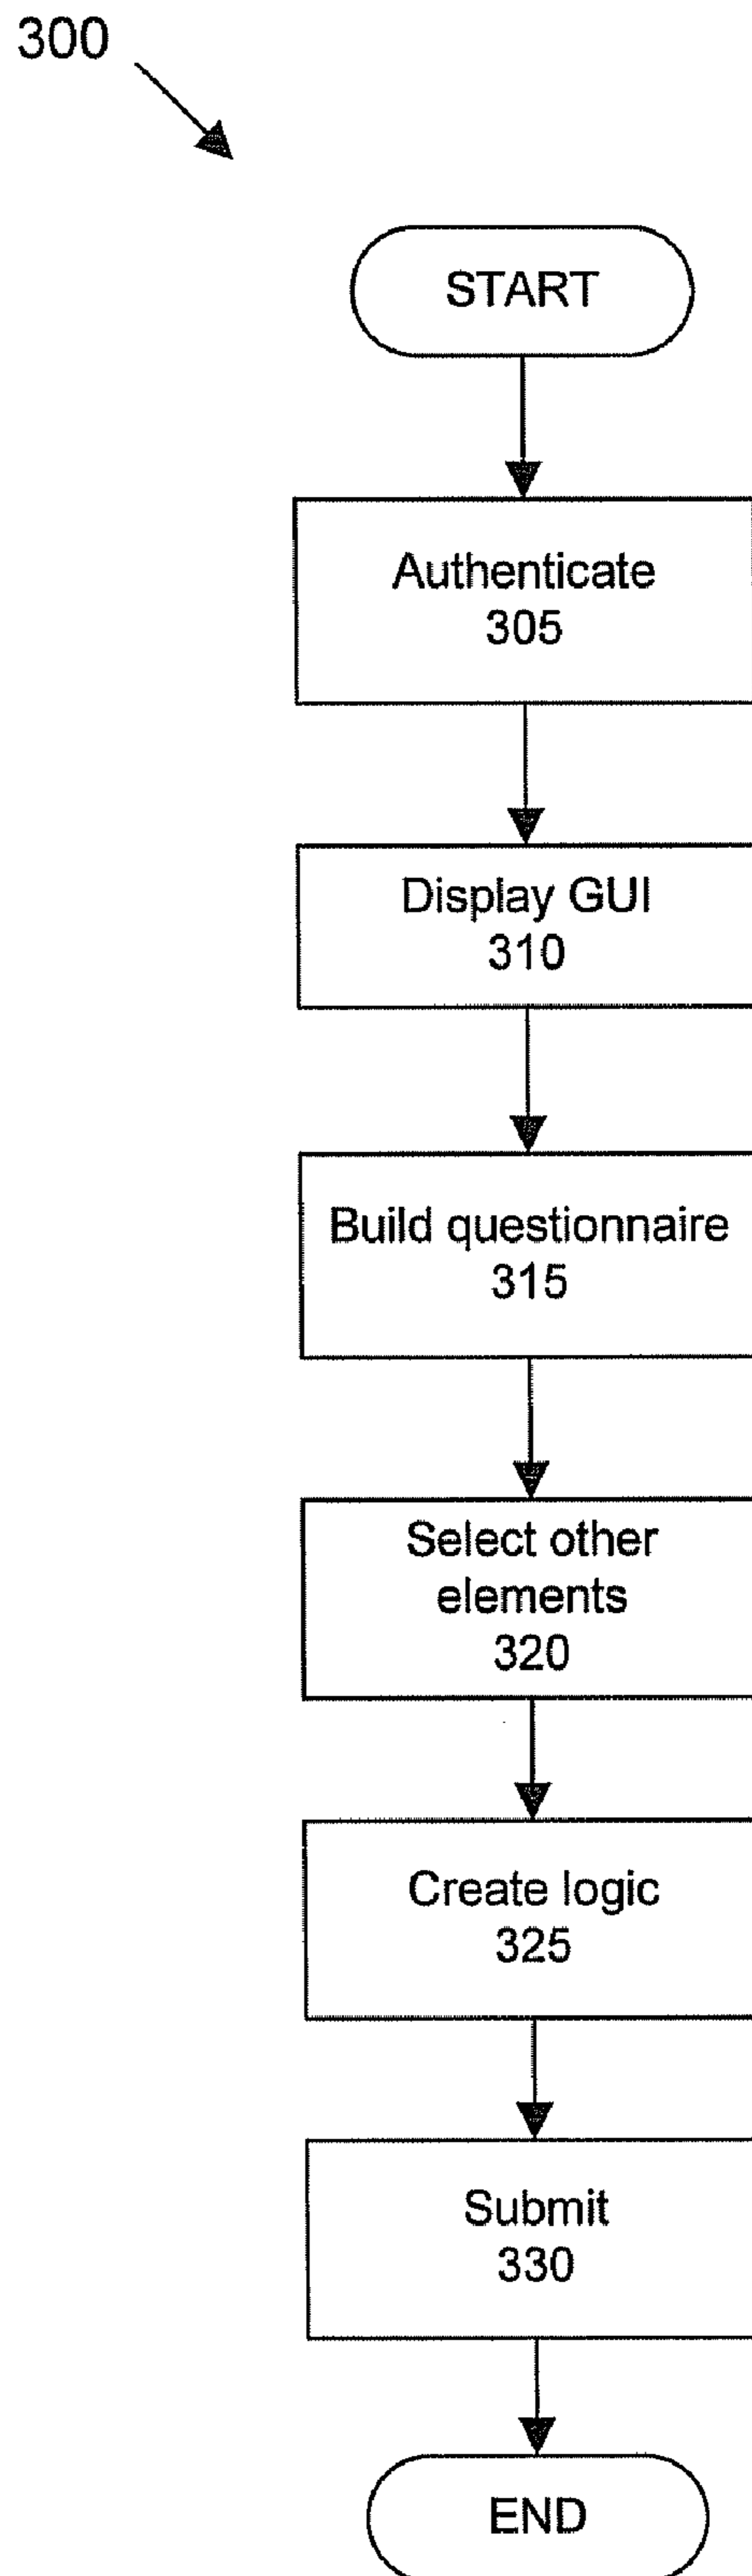 300
START
Authenticate
305
Display GUI
310
Build questionnaire
315
Select other
elements
320
Create logic
325
Submit
330
END